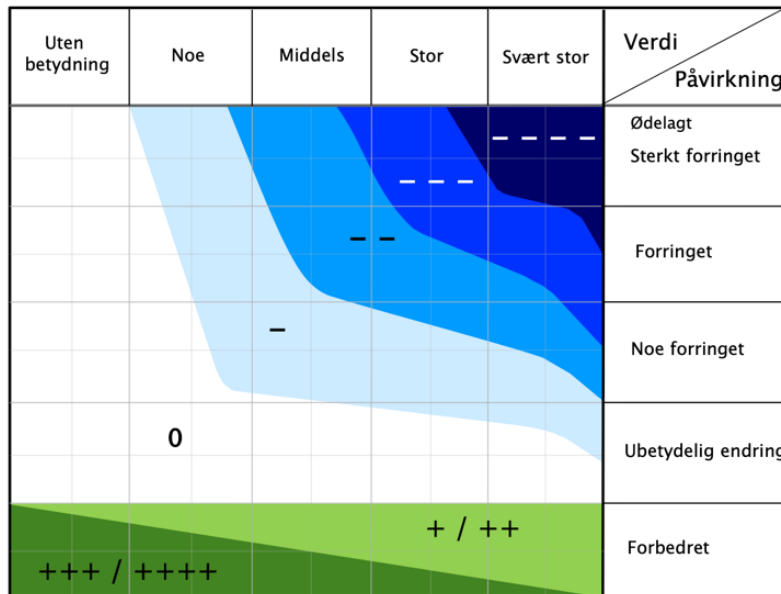 Uten
betydning
Noe
Middels
Stor
Svært stor
Verdi
Påvirkning
Ødelagt
Sterkt forringet
– – – –
– – –
Forringet
– –
Noe forringet
–
Ubetydelig endring
0
Forbedret
+ / ++
+++ / ++++